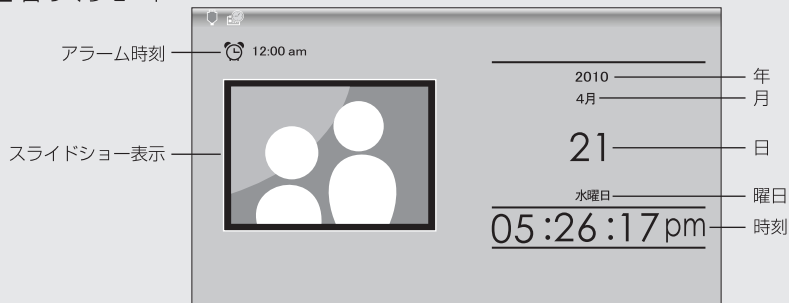 アラーム時刻
12:00 am
スライドショー表示
2010
年
4月
月
21
日
水曜日
曜日
05:26:17pm
時刻